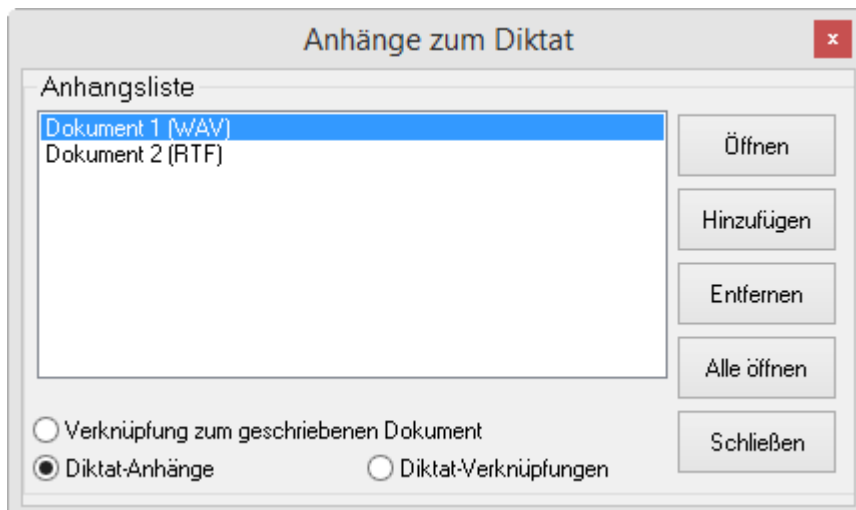 Anhänge zum Diktat
x
Anhangsliste
Dokument 1 (WAV)
Dokument 2 (RTF)
Öffnen
Hinzufügen
Entfernen
Alle öffnen
Schließen
Verknüpfung zum geschriebenen Dokument
Diktat-Anhänge Diktat-Verknüpfungen